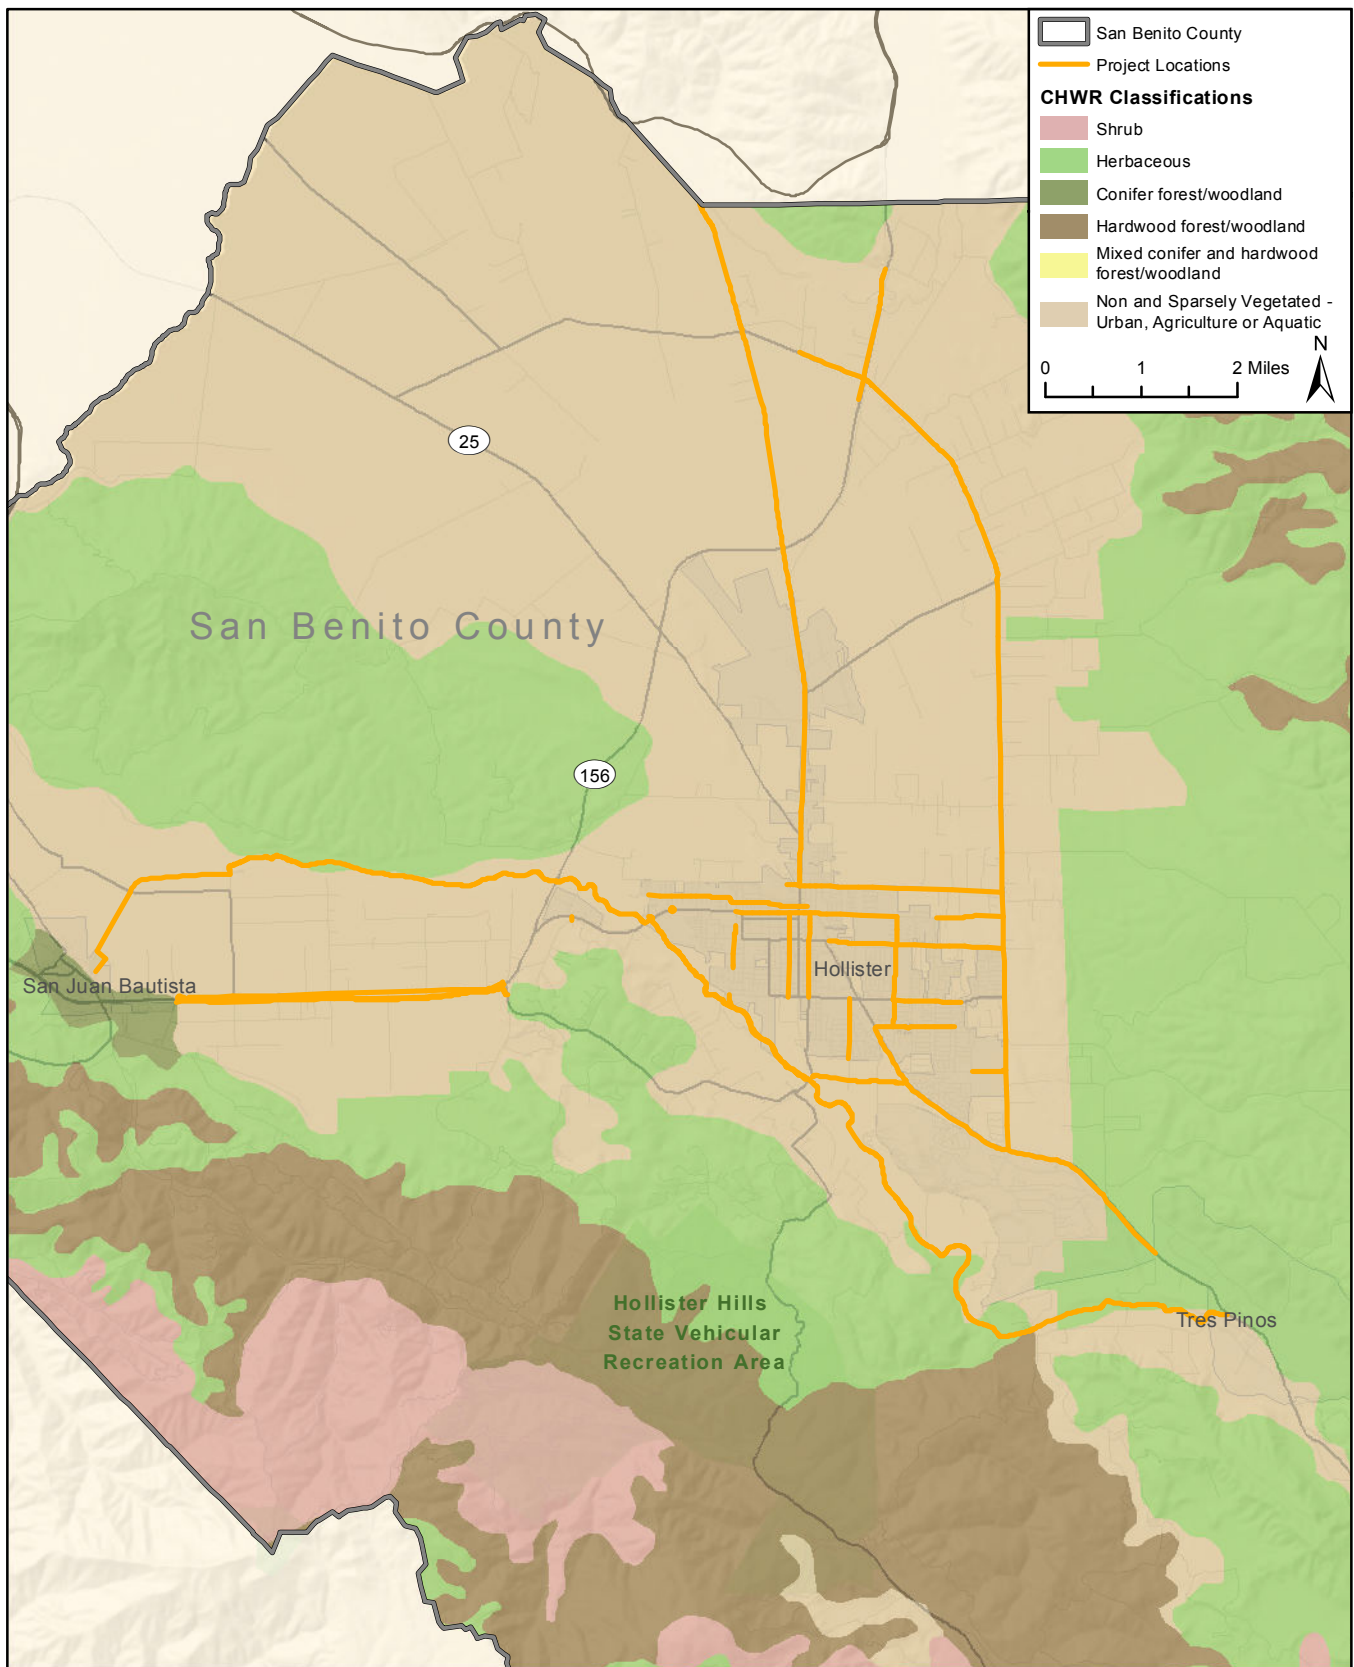 San Benito County
Project Locations
CHWR Classifications
Shrub
Herbaceous
Conifer forest/woodland
Hardwood forest/woodland
Mixed conifer and hardwood
forest/woodland
Non and Sparsely Vegetated -
Urban, Agriculture or Aquatic
N
0 1 2 Miles
25
San Benito County
156
Hollister
San Juan Bautista
Hollister Hills
State Vehicular
Recreation Area
Tres Pinos